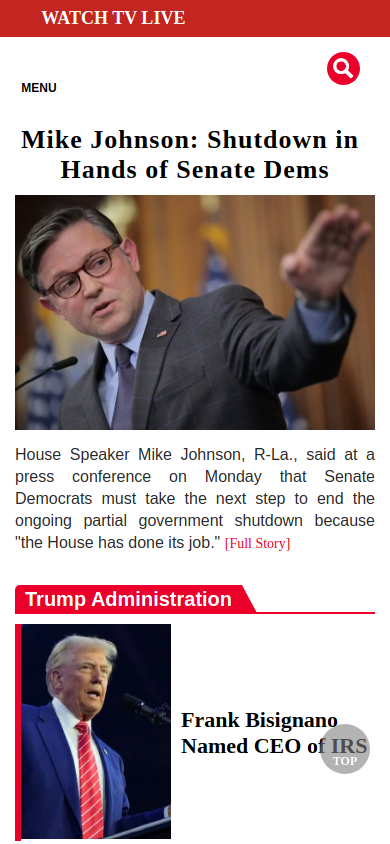 WATCH TV LIVE
MENU
Mike Johnson: Shutdown in
Hands of Senate Dems
House Speaker Mike Johnson, R-La., said at a
press conference on Monday that Senate
Democrats must take the next step to end the
ongoing partial government shutdown because
"the House has done its job." [Full Story]
Trump Administration
Frank Bisignano
Named CEO of IRS
TOP